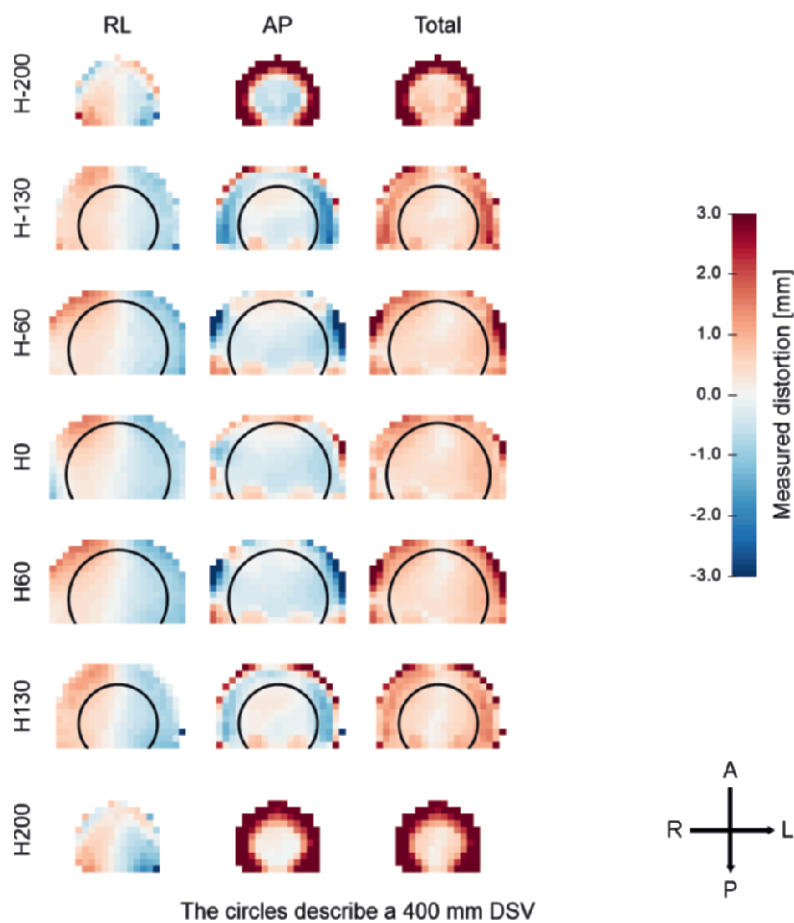 RL AP Total
H-200
H-130
H-60
H0
H60
H130
H200
3.0
2.0
1.0
0.0
-1.0
-2.0
-3.0
Measured distortion [mm]
A
R L
P
The circles describe a 400 mm DSV